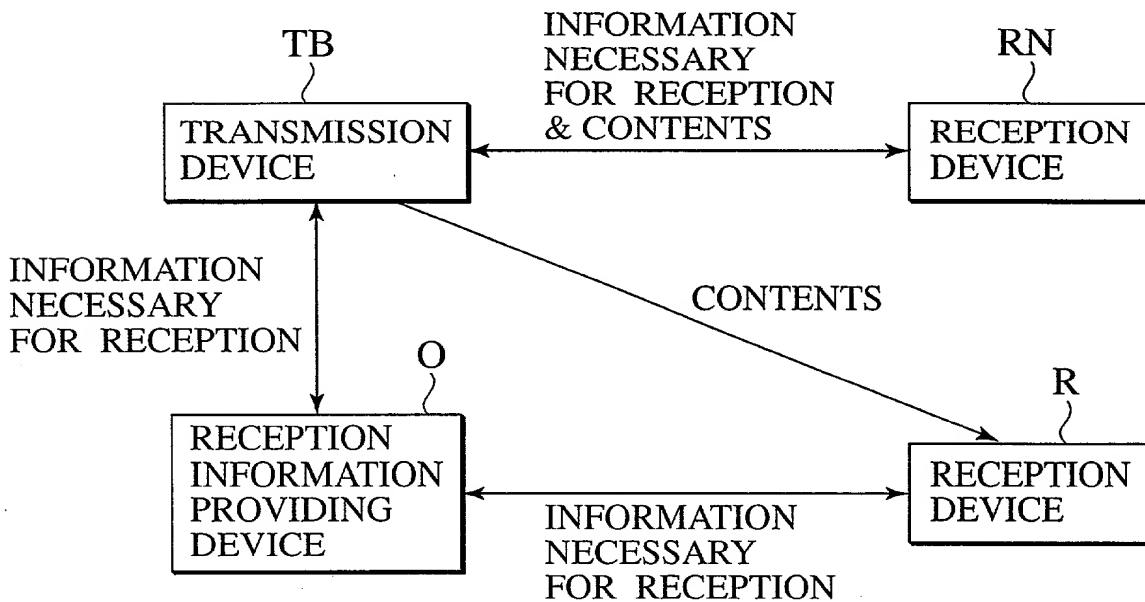 TB
INFORMATION
NECESSARY
FOR RECEPTION
& CONTENTS
RN
TRANSMISSION
DEVICE
RECEPTION
DEVICE
INFORMATION
NECESSARY
FOR RECEPTION
CONTENTS
O
R
RECEPTION
INFORMATION
PROVIDING
DEVICE
RECEPTION
DEVICE
INFORMATION
NECESSARY
FOR RECEPTION